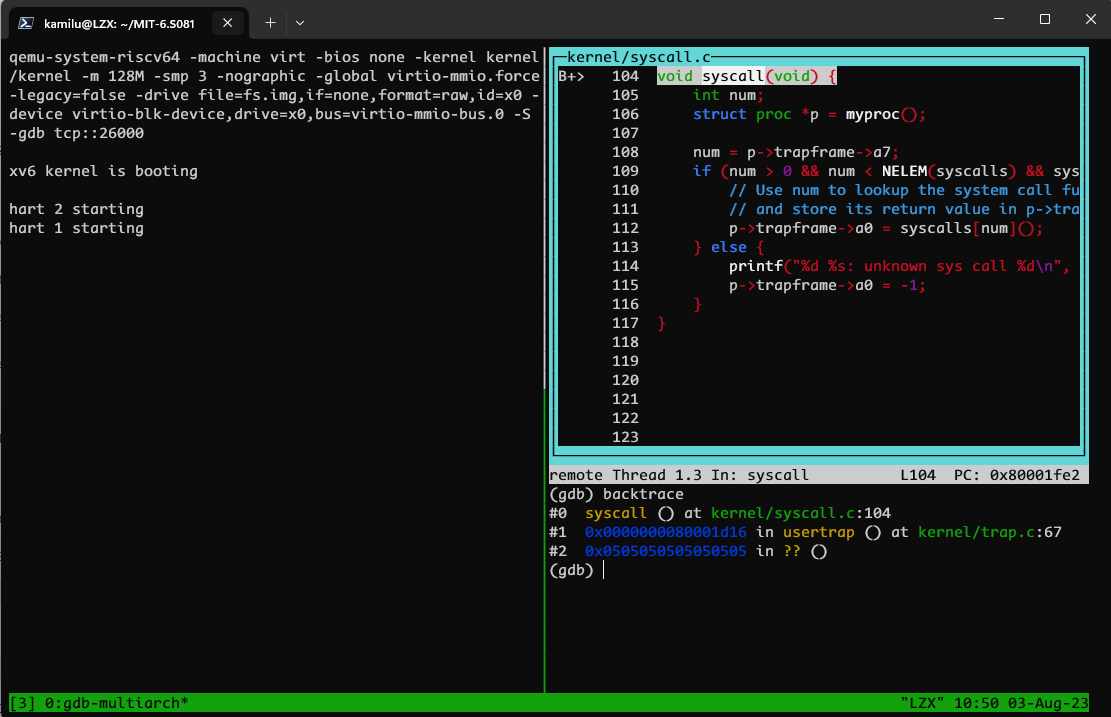 kamilu@LZX: ~/MIT-6.S081
qemu-system-riscv64 -machine virt -bios none -kernel kernel
/kernel -m 128M -smp 3 -nographic -global virtio-mmio.force
-legacy=false -drive file=fs.img,if=none,format=raw,id=x0 -
device virtio-blk-device,drive=x0,bus=virtio-mmio-bus.0 -S
-gdb tcp::26000
xv6 kernel is booting
hart 2 starting
hart 1 starting
kernel/syscall.c
B+> 104 void syscall(void) {
105 int num;
106 struct proc *p = myproc();
107
108 num = p->trapframe->a7;
109 if (num > 0 && num < NELEM(syscalls) && sys
110 // Use num to lookup the system call fu
111 // and store its return value in p->tra
112 p->trapframe->a0 = syscalls[num]();
113 } else {
114 printf("%d %s: unknown sys call %d\n",
115 p->trapframe->a0 = -1;
116 }
117 }
118
119
120
121
122
123
remote Thread 1.3 In: syscall L104 PC: 0x80001fe2
(gdb) backtrace
#0 syscall () at kernel/syscall.c:104
#1 0x0000000080001d16 in usertrap () at kernel/trap.c:67
#2 0x0505050505050505 in ?? ()
(gdb)
[3] 0:gdb-multiarch* "LZX" 10:50 03-Aug-23